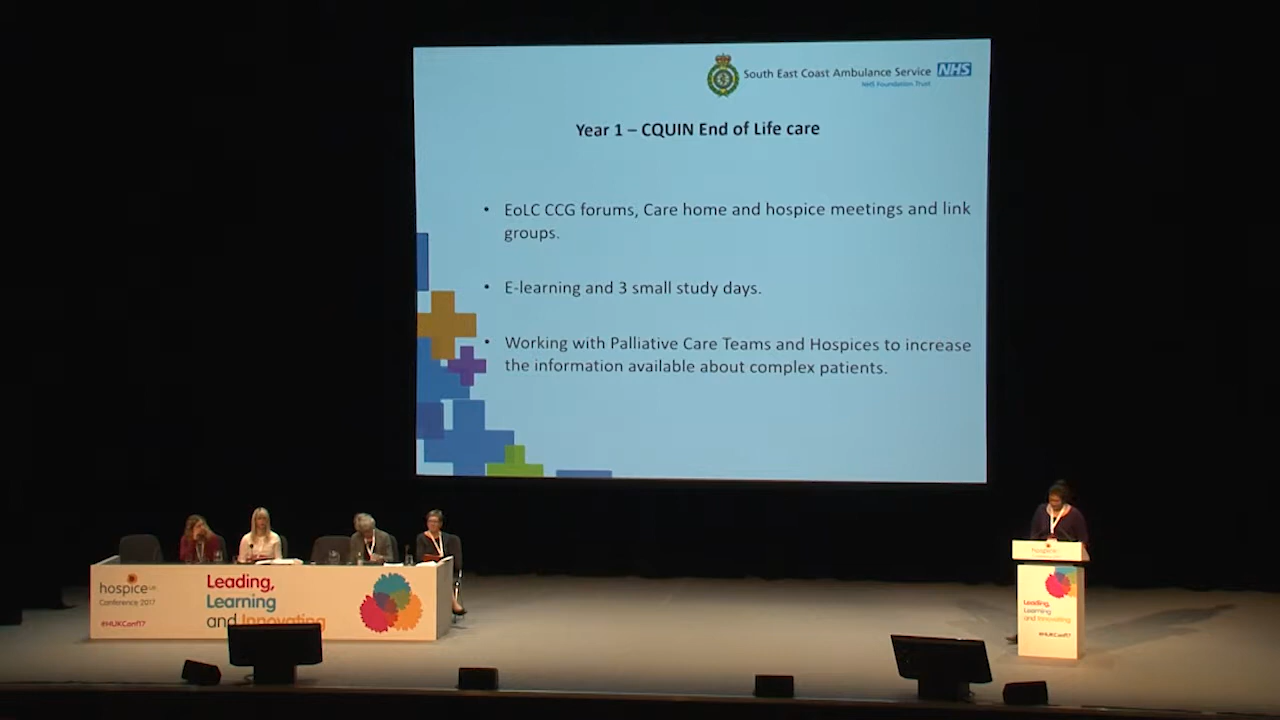 South East Coast Ambulance Service NHS
NHS Foundation Trust
Year 1 – CQUIN End of Life care
• EoLC CCG forums, Care home and hospice meetings and link
groups.
• E-learning and 3 small study days.
• Working with Palliative Care Teams and Hospices to increase
the information available about complex patients.
hospice UK
Conference 2017
#HUKConf17
Leading,
Learning
and Innovating
hospice
Leading,
Learning
and Innovating
#HUKConf17